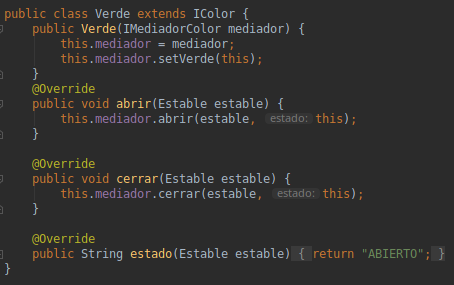 public class Verde extends IColor {
    public Verde(IMediadorColor mediador) {
        this.mediador = mediador;
        this.mediador.setVerde(this);
    }
    @Override
    public void abrir(Estable estable) {
        this.mediador.abrir(estable, estado: this);
    }
    @Override
    public void cerrar(Estable estable) {
        this.mediador.cerrar(estable, estado: this);
    }
    @Override
    public String estado(Estable estable) { return "ABIERTO"; }
}